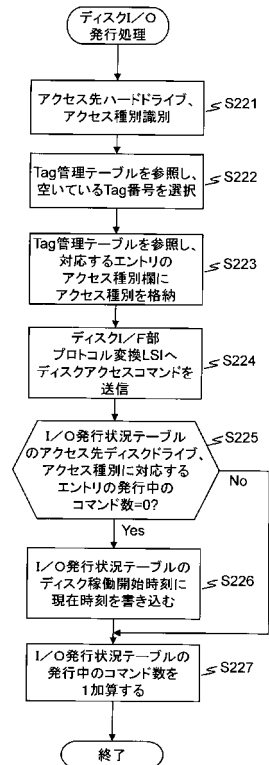 ディスクI/O
発行処理
アクセス先ハードドライブ、
アクセス種別識別
S221
Tag管理テーブルを参照し、
空いているTag番号を選択
S222
Tag管理テーブルを参照し、
対応するエントリの
アクセス種別欄に
アクセス種別を格納
S223
ディスクI/F部
プロトコル変換LSIへ
ディスクアクセスコマンドを
送信
S224
I/O発行状況テーブル
のアクセス先ディスクドライブ、
アクセス種別に対応する
エントリの発行中の
コマンド数=0?
S225
No
Yes
I/O発行状況テーブルの
ディスク稼働開始時刻に
現在時刻を書き込む
S226
I/O発行状況テーブルの
発行中のコマンド数を
1加算する
S227
終了